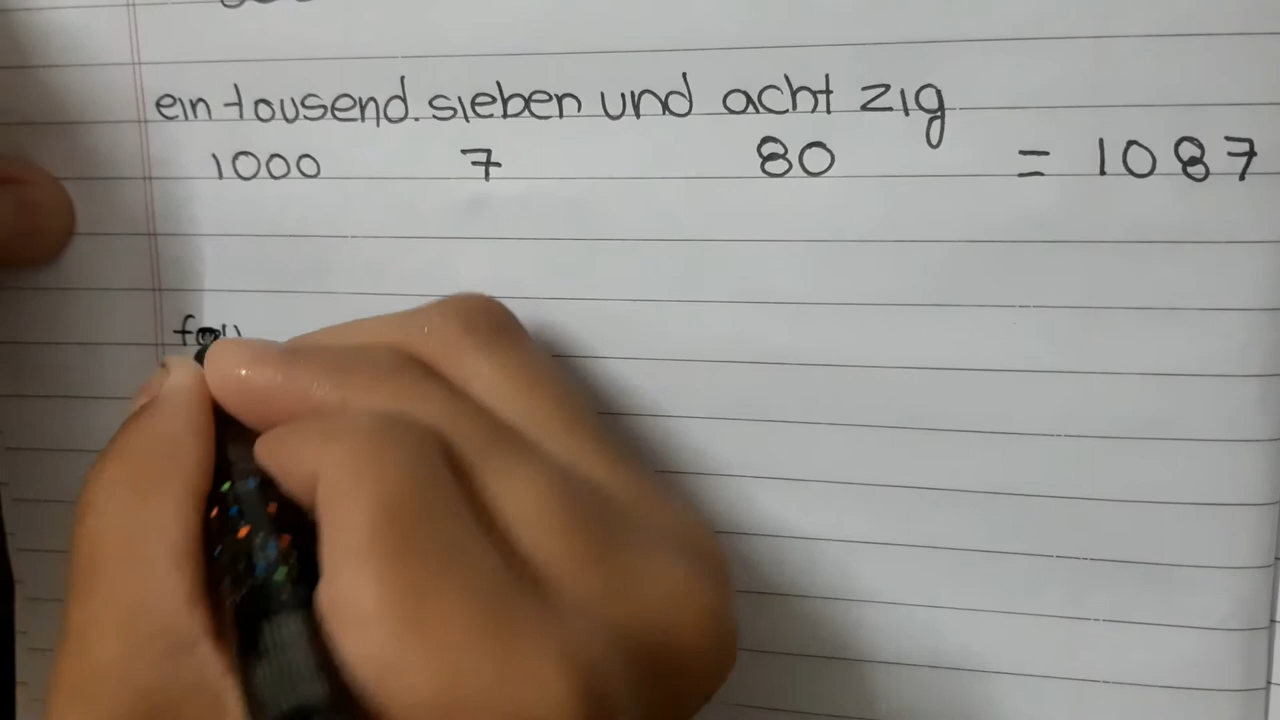 ein tousend. sieben und acht zig
1000 7 80 = 1087